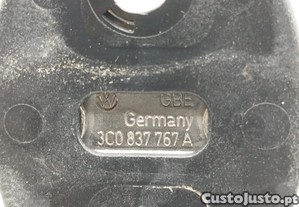 GBE
Germany
3C0 837 767 A
CustoJusto.pt